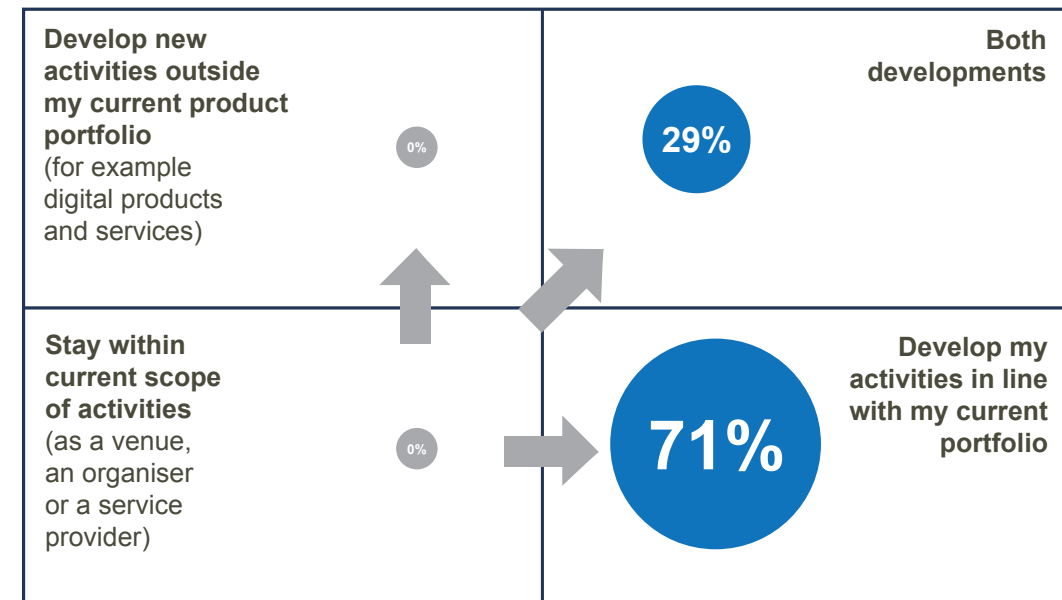 Develop new
activities outside
my current product
portfolio
(for example
digital products
and services)
0%
Both
developments
29%
Stay within
current scope
of activities
(as a venue,
an organiser
or a service
provider)
0%
71%
Develop my
activities in line
with my current
portfolio